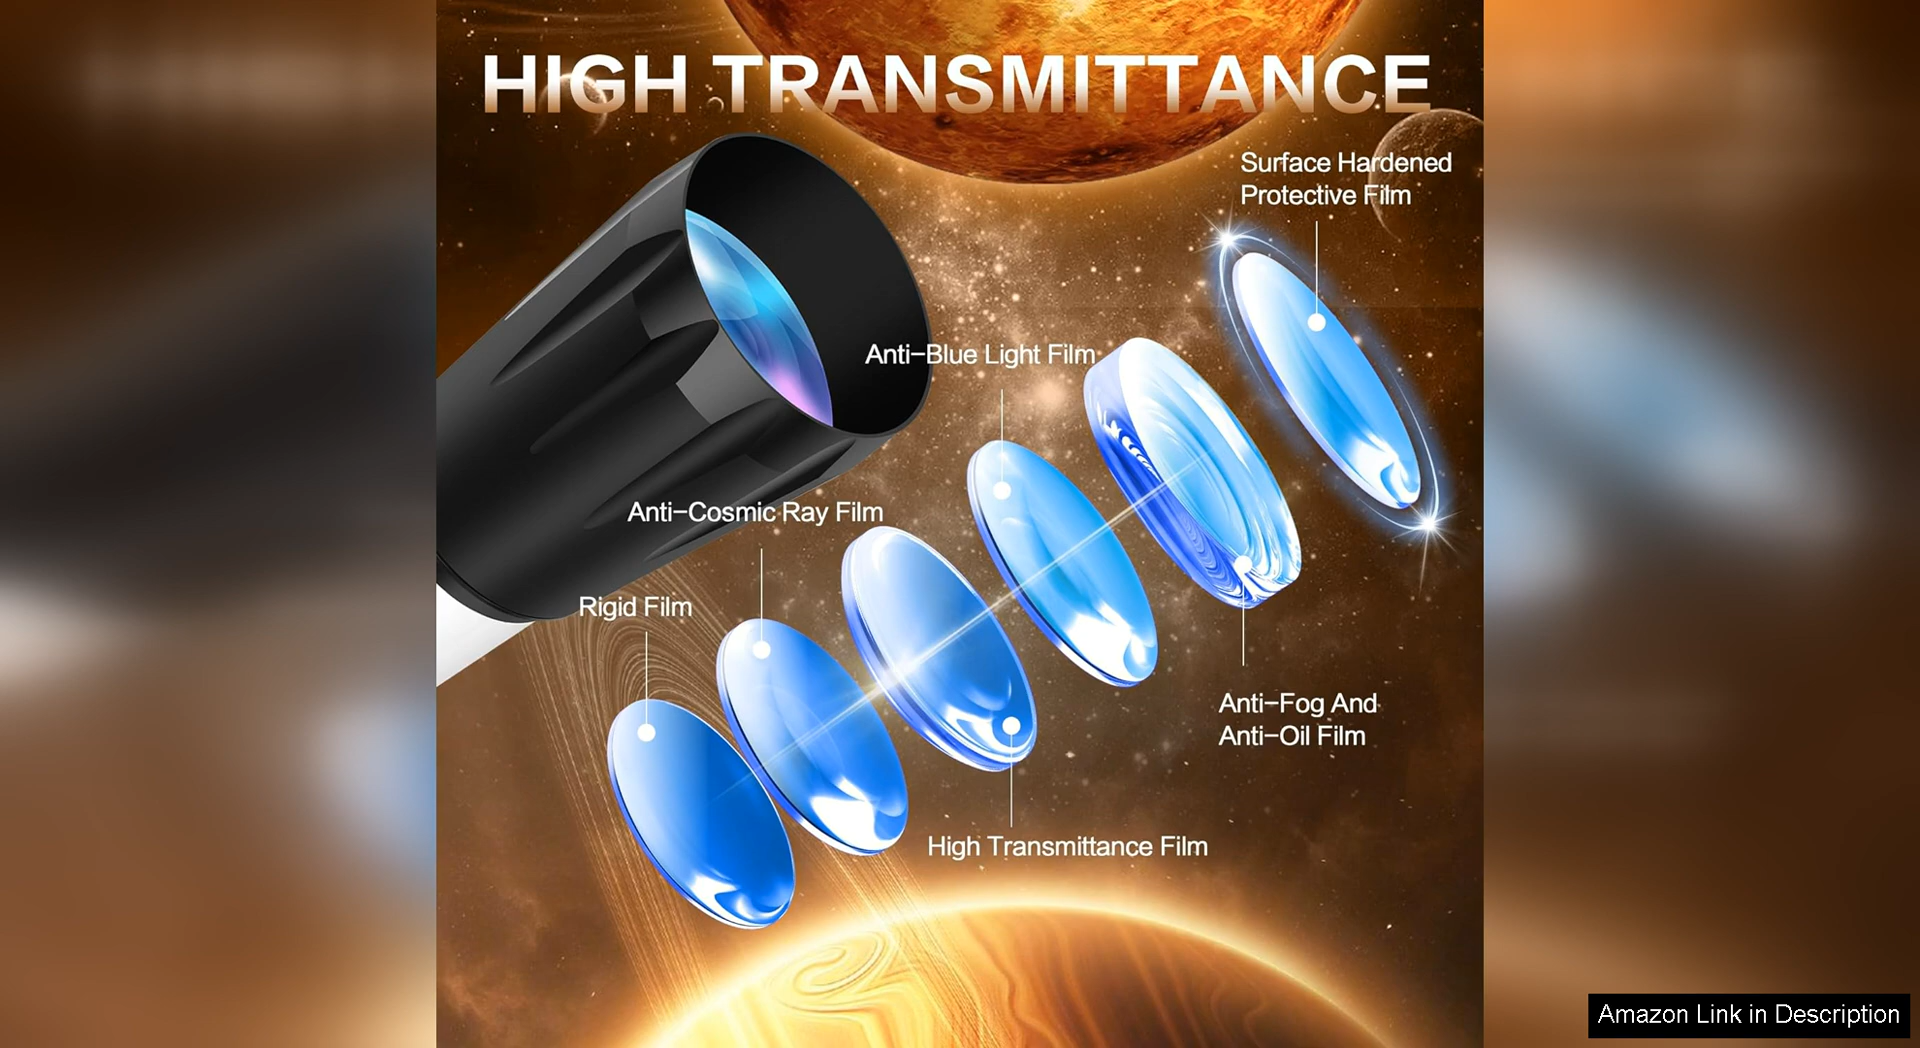 HIGH TRANSMITTANCE
Surface Hardened
Protective Film
Anti-Blue Light Film
Anti-Cosmic Ray Film
Rigid Film
Anti-Fog And
Anti-Oil Film
High Transmittance Film
Amazon Link in Description